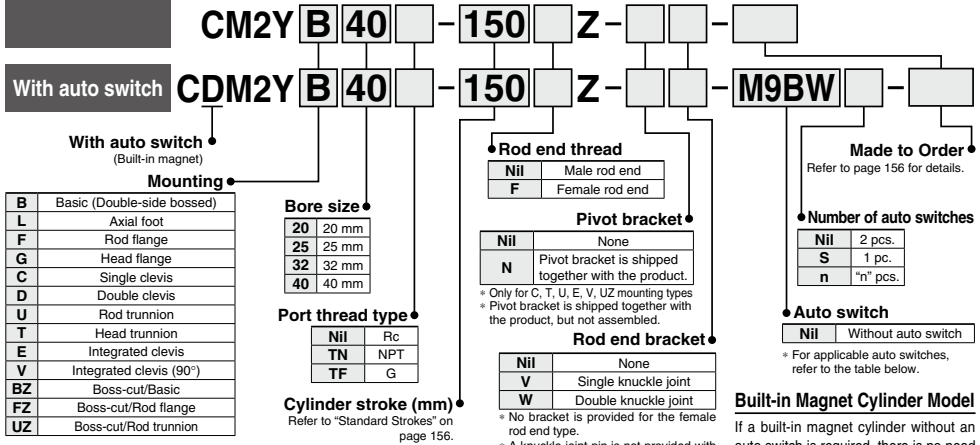 CM2Y B 40 - 150 Z - -
With auto switch CDM2Y B 40 - 150 Z - - M9BW -
With auto switch
(Built-in magnet)
Mounting
B Basic (Double-side bossed)
L Axial foot
F Rod flange
G Head flange
C Single clevis
D Double clevis
U Rod trunnion
T Head trunnion
E Integrated clevis
V Integrated clevis (90°)
BZ Boss-cut/Basic
FZ Boss-cut/Rod flange
UZ Boss-cut/Rod trunnion
Bore size
20 20 mm
25 25 mm
32 32 mm
40 40 mm
Port thread type
Nil Rc
TN NPT
TF G
Cylinder stroke (mm)
Refer to "Standard Strokes" on
page 156.
Rod end thread
Nil Male rod end
F Female rod end
Pivot bracket
Nil None
N Pivot bracket is shipped
together with the product.
* Only for C, T, U, E, V, UZ mounting types
* Pivot bracket is shipped together with
the product, but not assembled.
Rod end bracket
Nil None
V Single knuckle joint
W Double knuckle joint
* No bracket is provided for the female
rod end type.
* A knuckle joint pin is not provided with
Made to Order
Refer to page 156 for details.
Number of auto switches
Nil 2 pcs.
S 1 pc.
n "n" pcs.
Auto switch
Nil Without auto switch
* For applicable auto switches,
refer to the table below.
Built-in Magnet Cylinder Model
If a built-in magnet cylinder without an
auto switch is required, there is no need